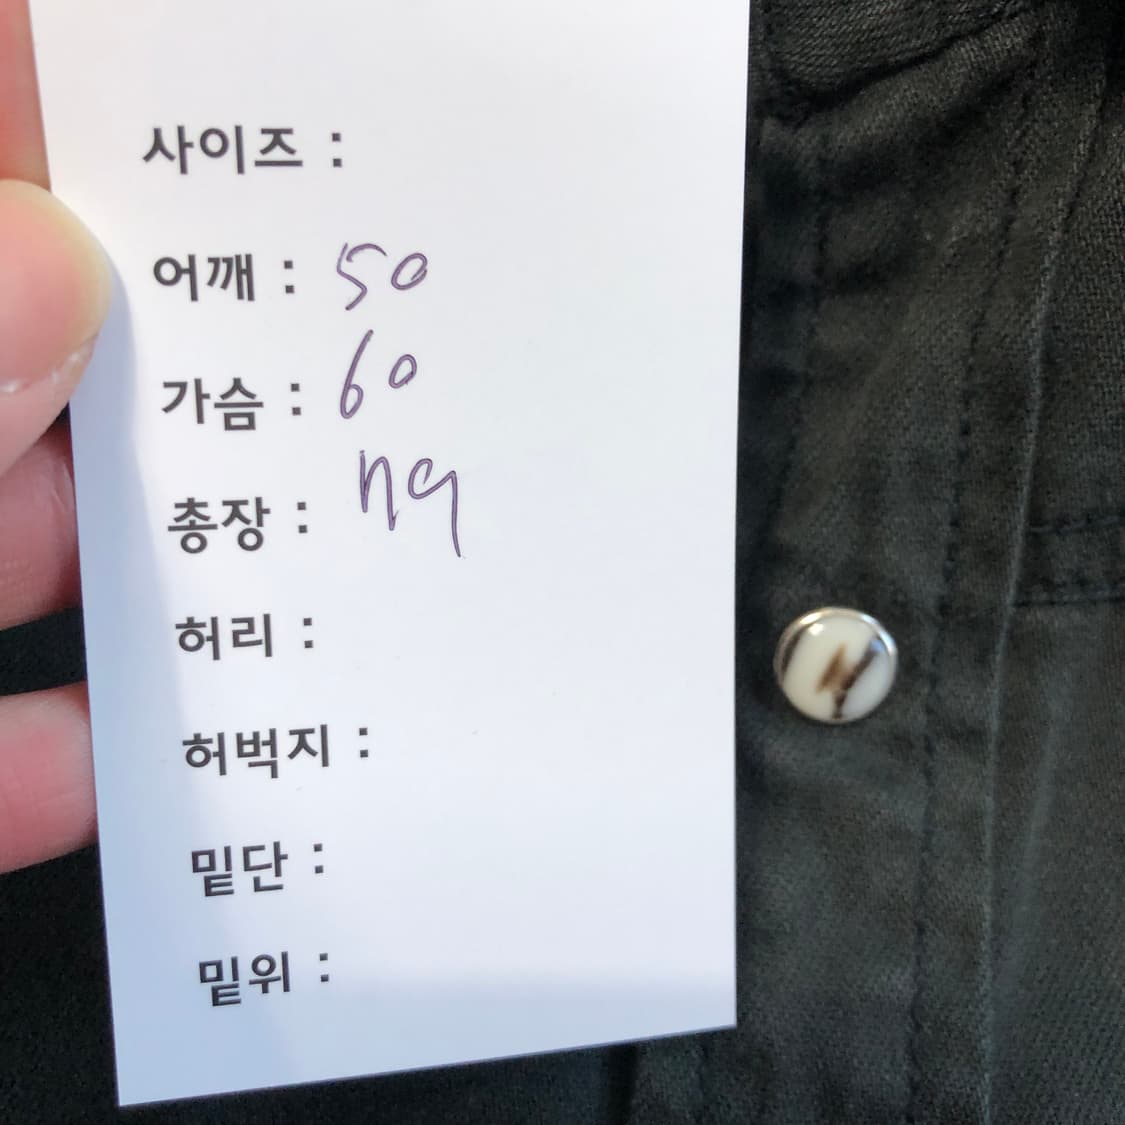 사이즈 :
어깨 : 50
가슴 : 60
총장 : 79
허리 :
허벅지 :
밑단 :
밑위 :